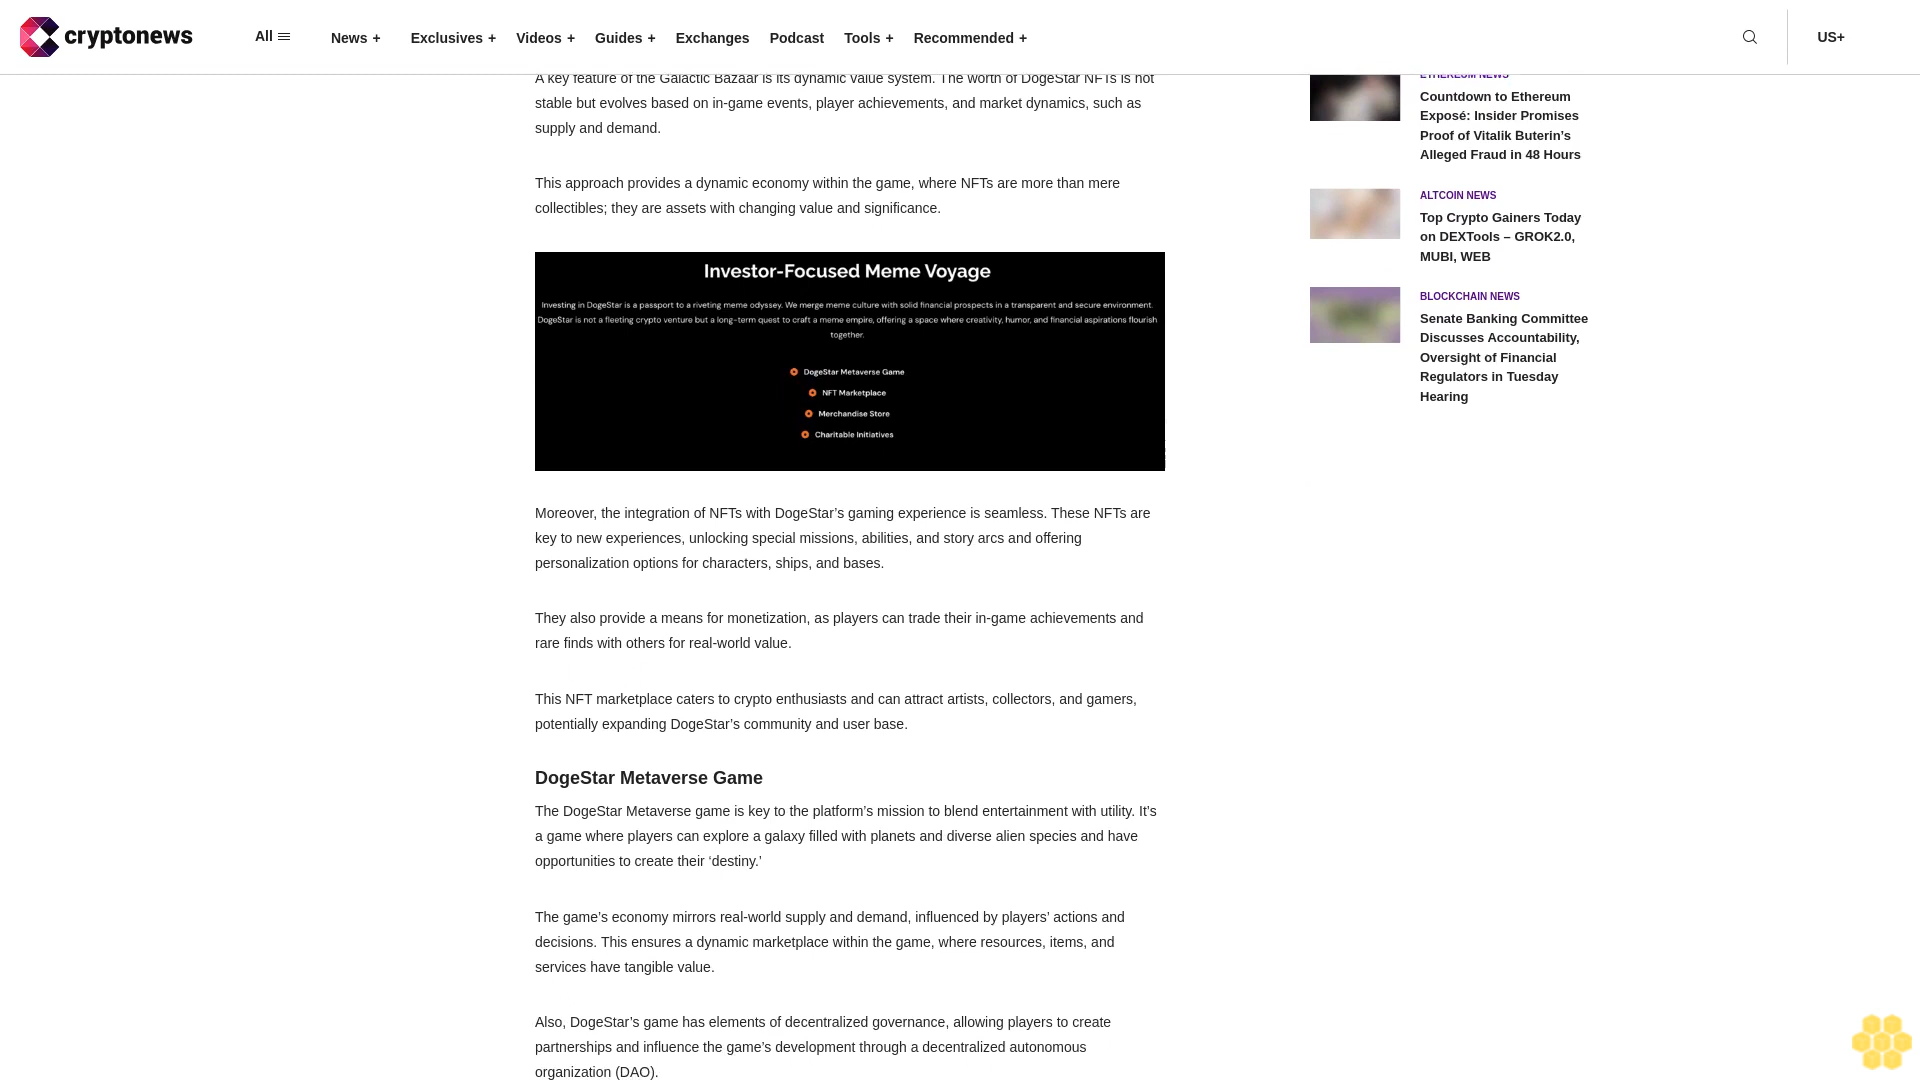 cryptonews
All
News +
Exclusives +
Videos +
Guides +
Exchanges
Podcast
Tools +
Recommended +
US+
A key feature of the Galactic Bazaar is its dynamic value system. The worth of DogeStar NFTs is not
stable but evolves based on in-game events, player achievements, and market dynamics, such as
supply and demand.
This approach provides a dynamic economy within the game, where NFTs are more than mere
collectibles; they are assets with changing value and significance.
Investor-Focused Meme Voyage
Investing in DogeStar is a passport to a riveting meme odyssey. We merge meme culture with solid financial prospects in a transparent and secure environment.
DogeStar is not a fleeting crypto venture but a long-term quest to craft a meme empire, offering a space where creativity, humor, and financial aspirations flourish
together.
DogeStar Metaverse Game
NFT Marketplace
Merchandise Store
Charitable Initiatives
Moreover, the integration of NFTs with DogeStar’s gaming experience is seamless. These NFTs are
key to new experiences, unlocking special missions, abilities, and story arcs and offering
personalization options for characters, ships, and bases.
They also provide a means for monetization, as players can trade their in-game achievements and
rare finds with others for real-world value.
This NFT marketplace caters to crypto enthusiasts and can attract artists, collectors, and gamers,
potentially expanding DogeStar’s community and user base.
DogeStar Metaverse Game
The DogeStar Metaverse game is key to the platform’s mission to blend entertainment with utility. It’s
a game where players can explore a galaxy filled with planets and diverse alien species and have
opportunities to create their ‘destiny.’
The game’s economy mirrors real-world supply and demand, influenced by players’ actions and
decisions. This ensures a dynamic marketplace within the game, where resources, items, and
services have tangible value.
Also, DogeStar’s game has elements of decentralized governance, allowing players to create
partnerships and influence the game’s development through a decentralized autonomous
organization (DAO).
ETHEREUM NEWS
Countdown to Ethereum
Exposé: Insider Promises
Proof of Vitalik Buterin’s
Alleged Fraud in 48 Hours
ALTCOIN NEWS
Top Crypto Gainers Today
on DEXTools – GROK2.0,
MUBI, WEB
BLOCKCHAIN NEWS
Senate Banking Committee
Discusses Accountability,
Oversight of Financial
Regulators in Tuesday
Hearing